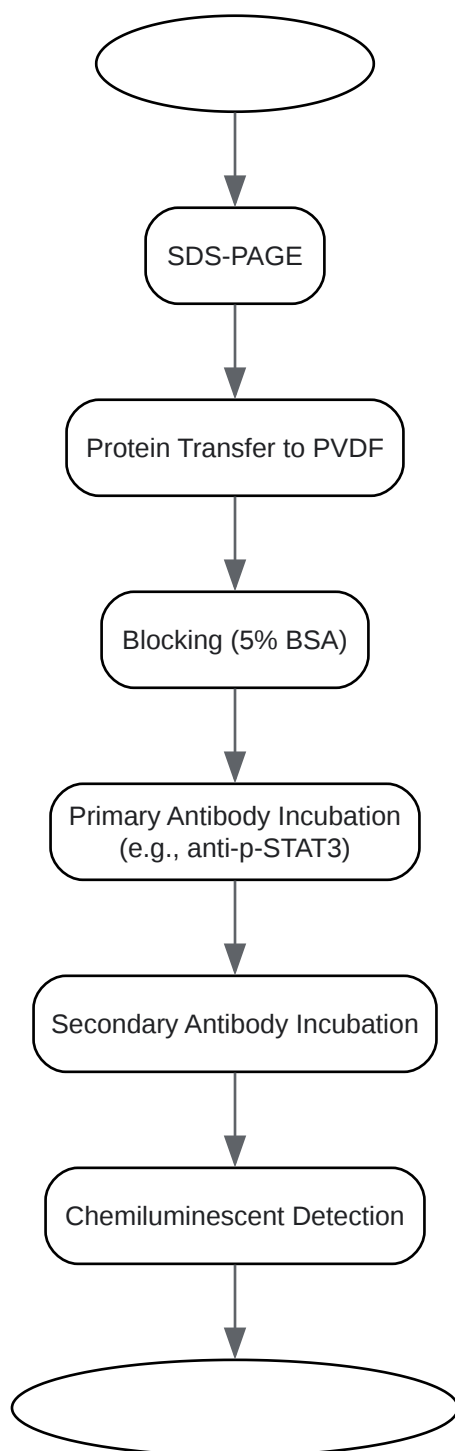 SDS-PAGE
Protein Transfer to PVDF
Blocking (5% BSA)
Primary Antibody Incubation
(e.g., anti-p-STAT3)
Secondary Antibody Incubation
Chemiluminescent Detection